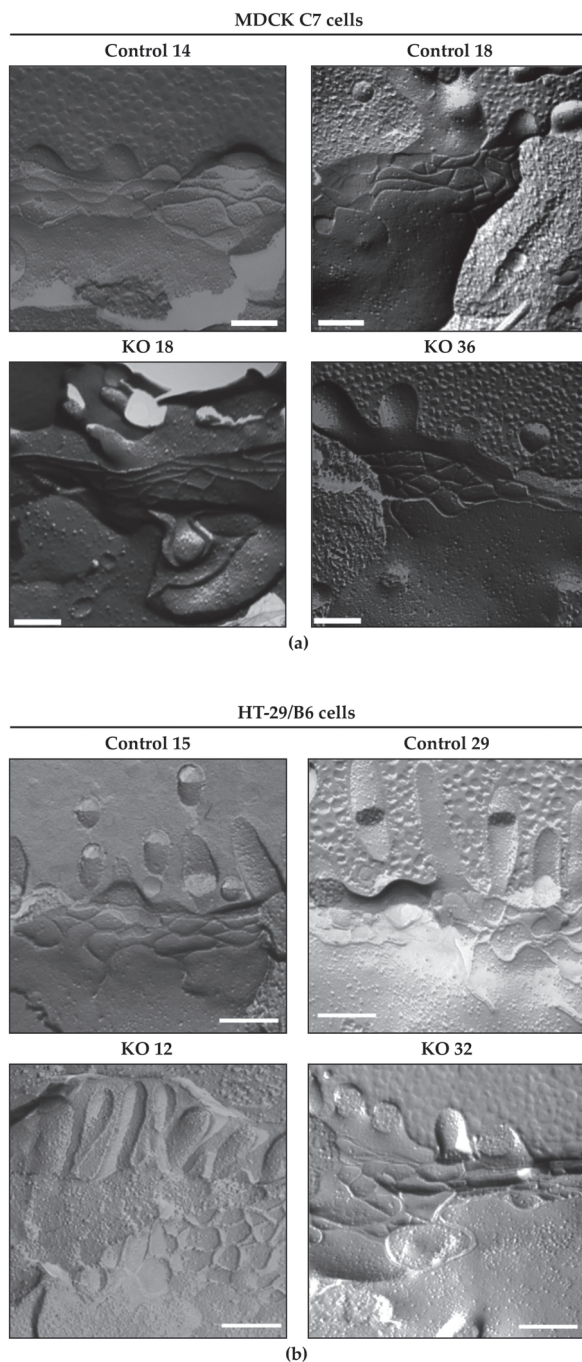 MDCK C7 cells
Control 14 Control 18
KO 18 KO 36
(a)
HT-29/B6 cells
Control 15 Control 29
KO 12 KO 32
(b)